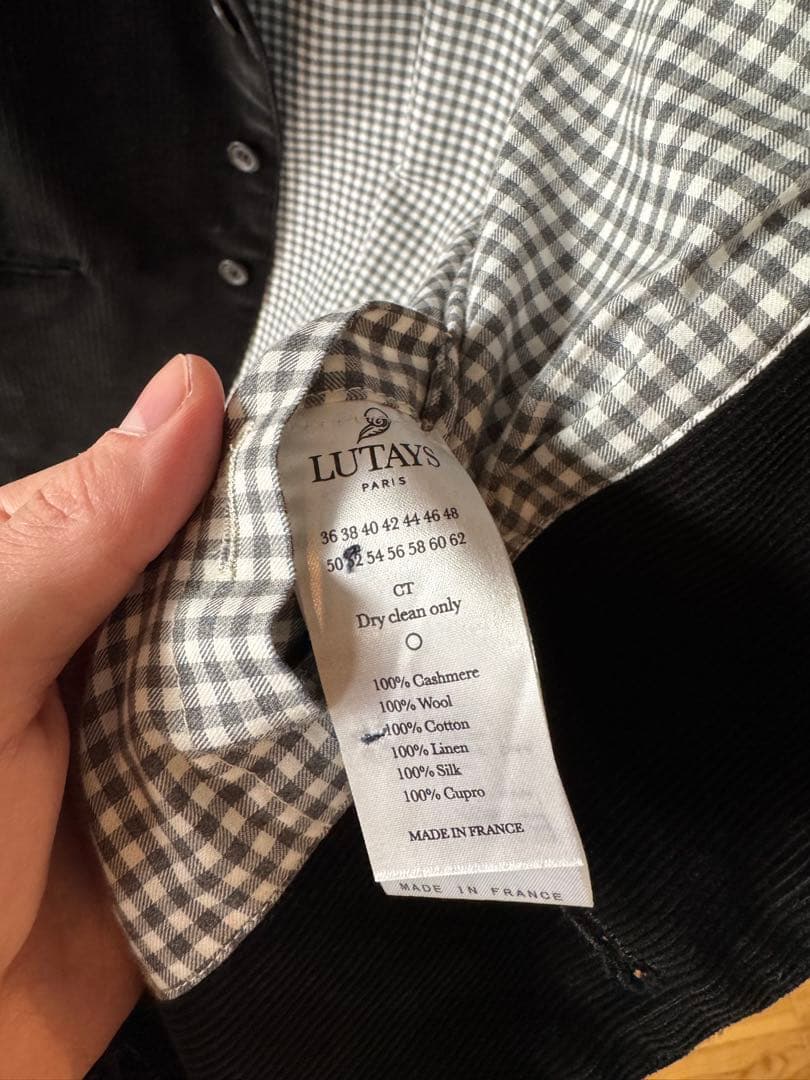 LUTAYS
PARIS
36 38 40 42 44 46 48
50 52 54 56 58 60 62
CT
Dry clean only
100% Cashmere
100% Wool
100% Cotton
100% Linen
100% Silk
100% Cupro
MADE IN FRANCE
MADE IN FRANCE